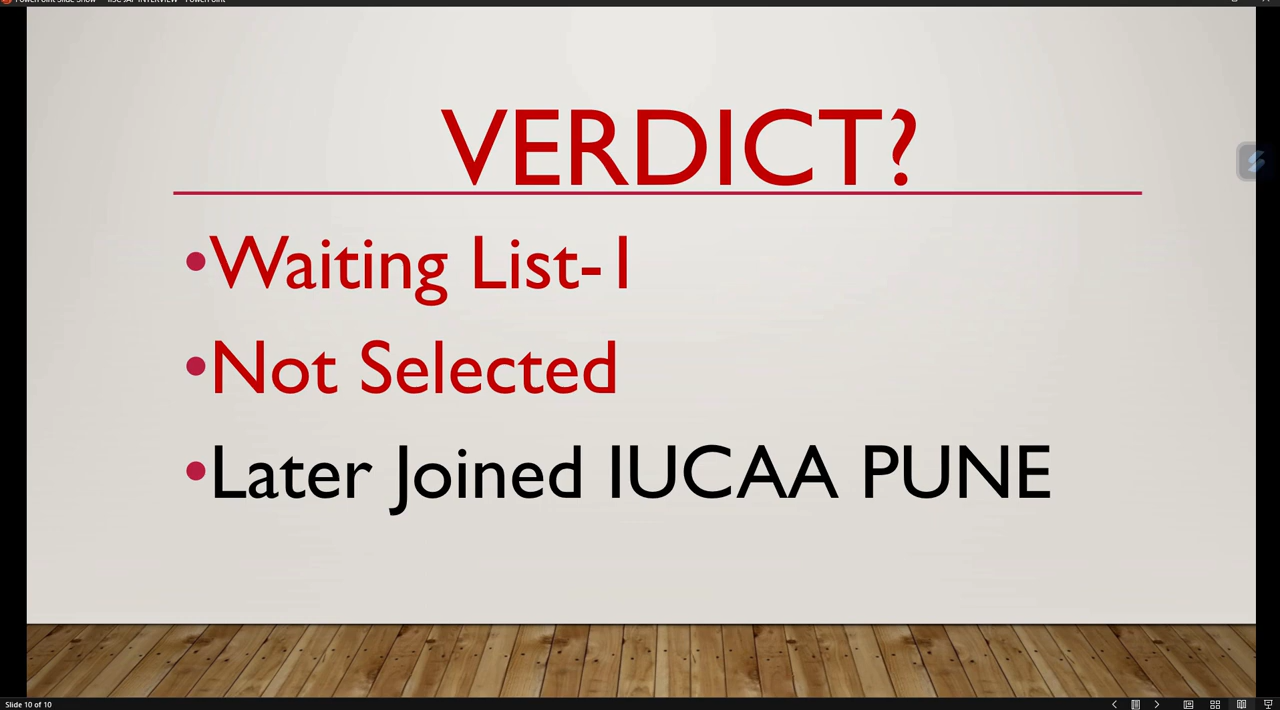 VERDICT?
•Waiting List-1
•Not Selected
•Later Joined IUCAA PUNE
Slide 10 of 10